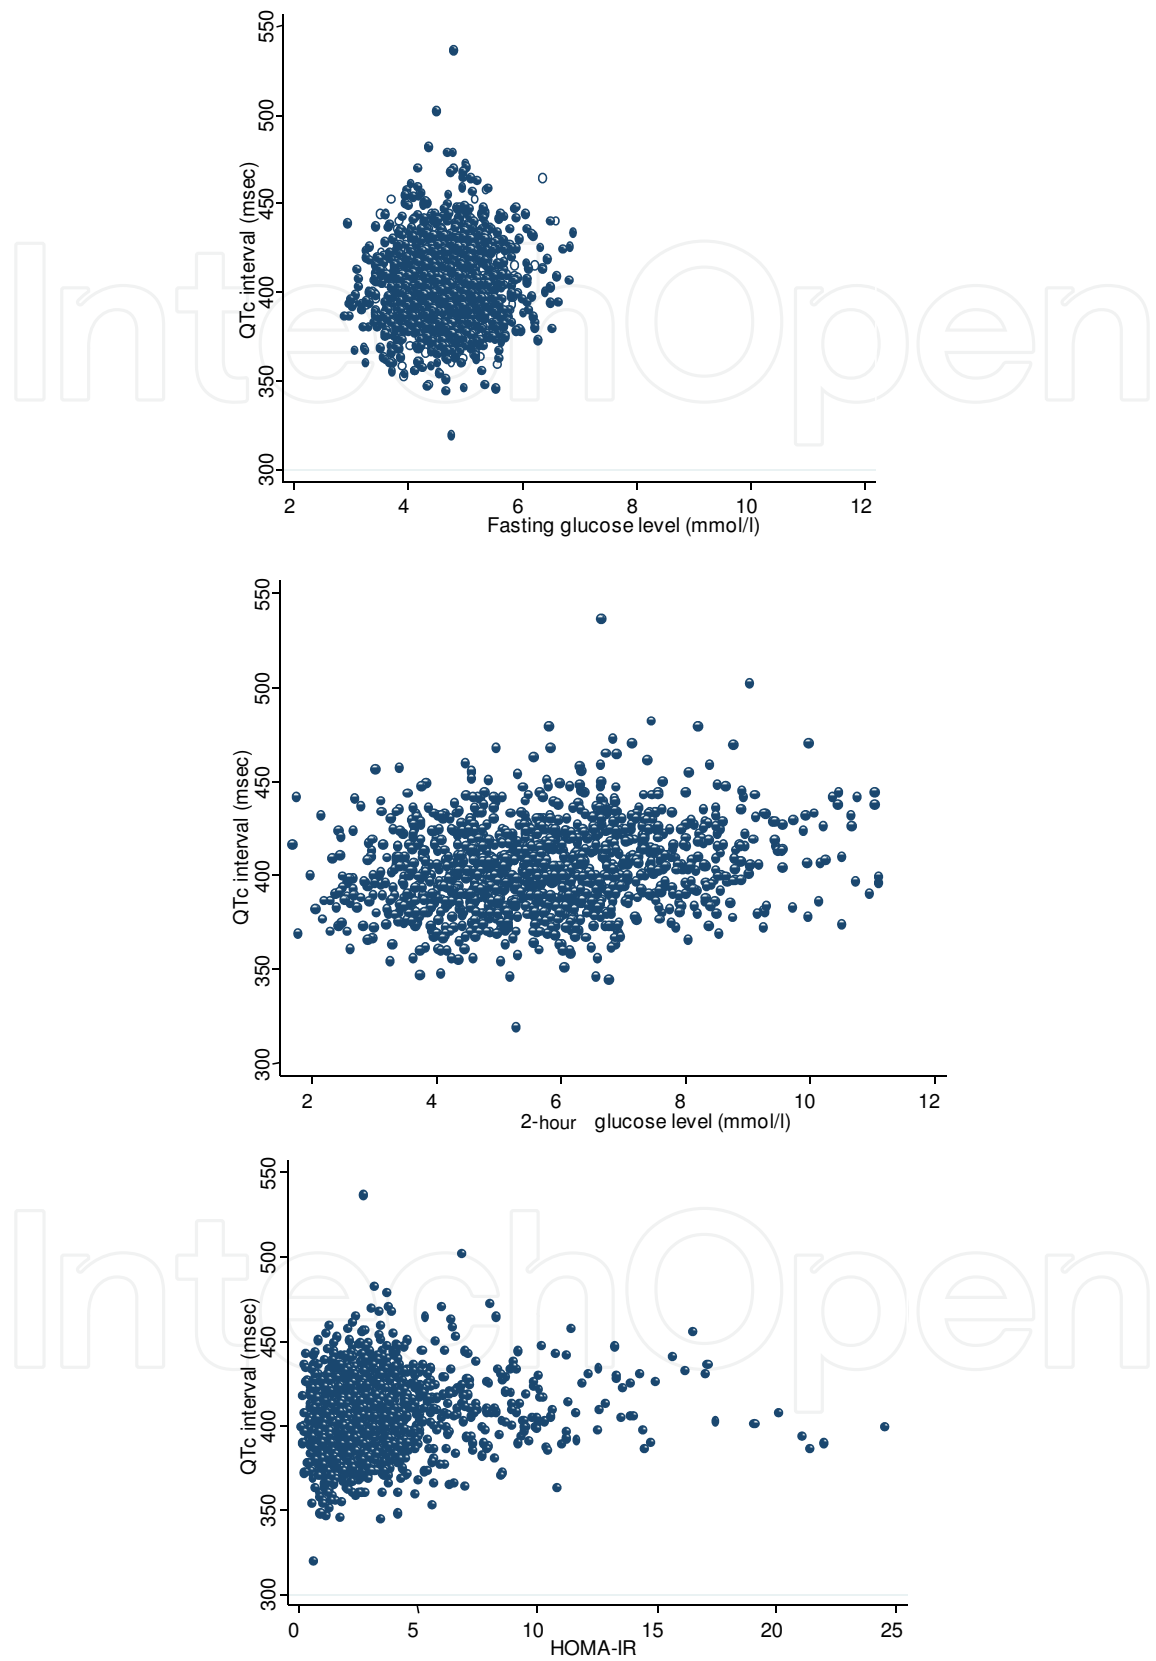 550
500
450
400
350
300
QTc interval (msec)
2 4 6 8 10 12
Fasting glucose level (mmol/l)
IntechOpen
550
500
450
400
350
300
QTc interval (msec)
2 4 6 8 10 12
2-hour glucose level (mmol/l)
550
500
450
400
350
300
QTc interval (msec)
0 5 10 15 20 25
HOMA-IR
IntechOpen